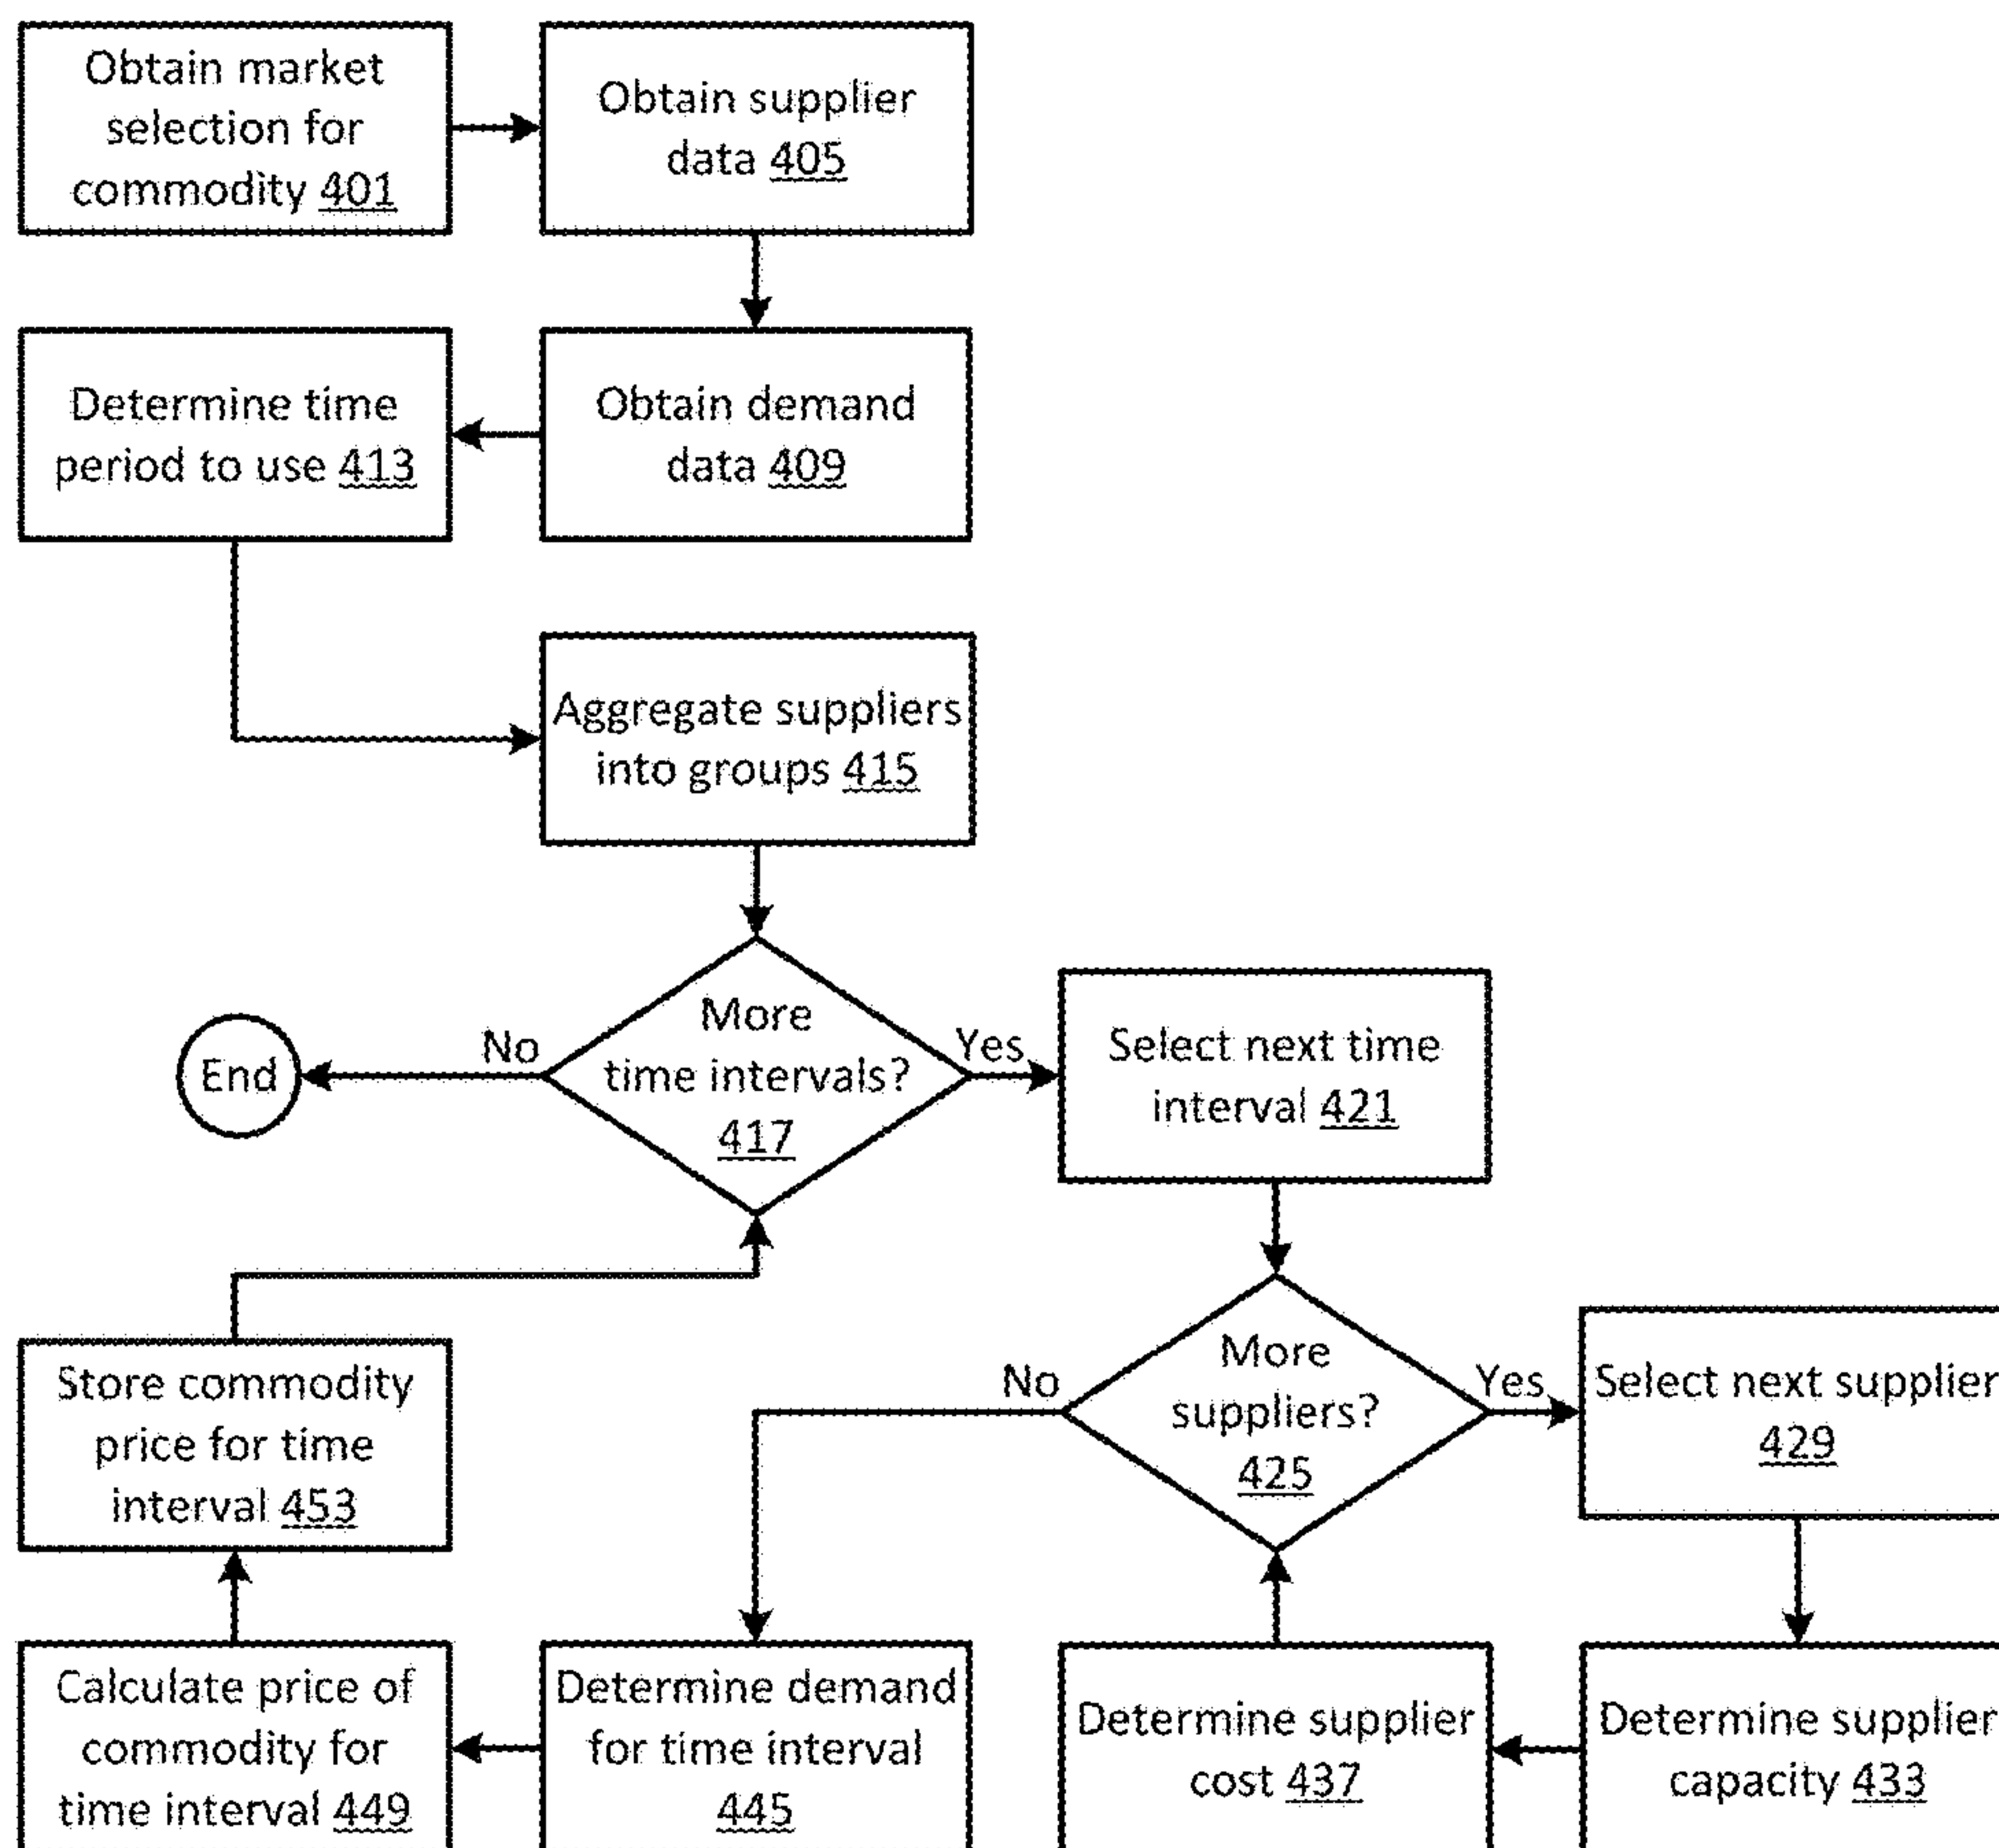 Obtain market
selection for
commodity 401
Obtain supplier
data 405
Determine time
period to use 413
Obtain demand
data 409
Aggregate suppliers
into groups 415
More
time intervals?
417
No
Yes
End
Select next time
interval 421
More
suppliers?
425
No
Yes
Select next supplier
429
Store commodity
price for time
interval 453
Calculate price of
commodity for
time interval 449
Determine demand
for time interval
445
Determine supplier
cost 437
Determine supplier
capacity 433